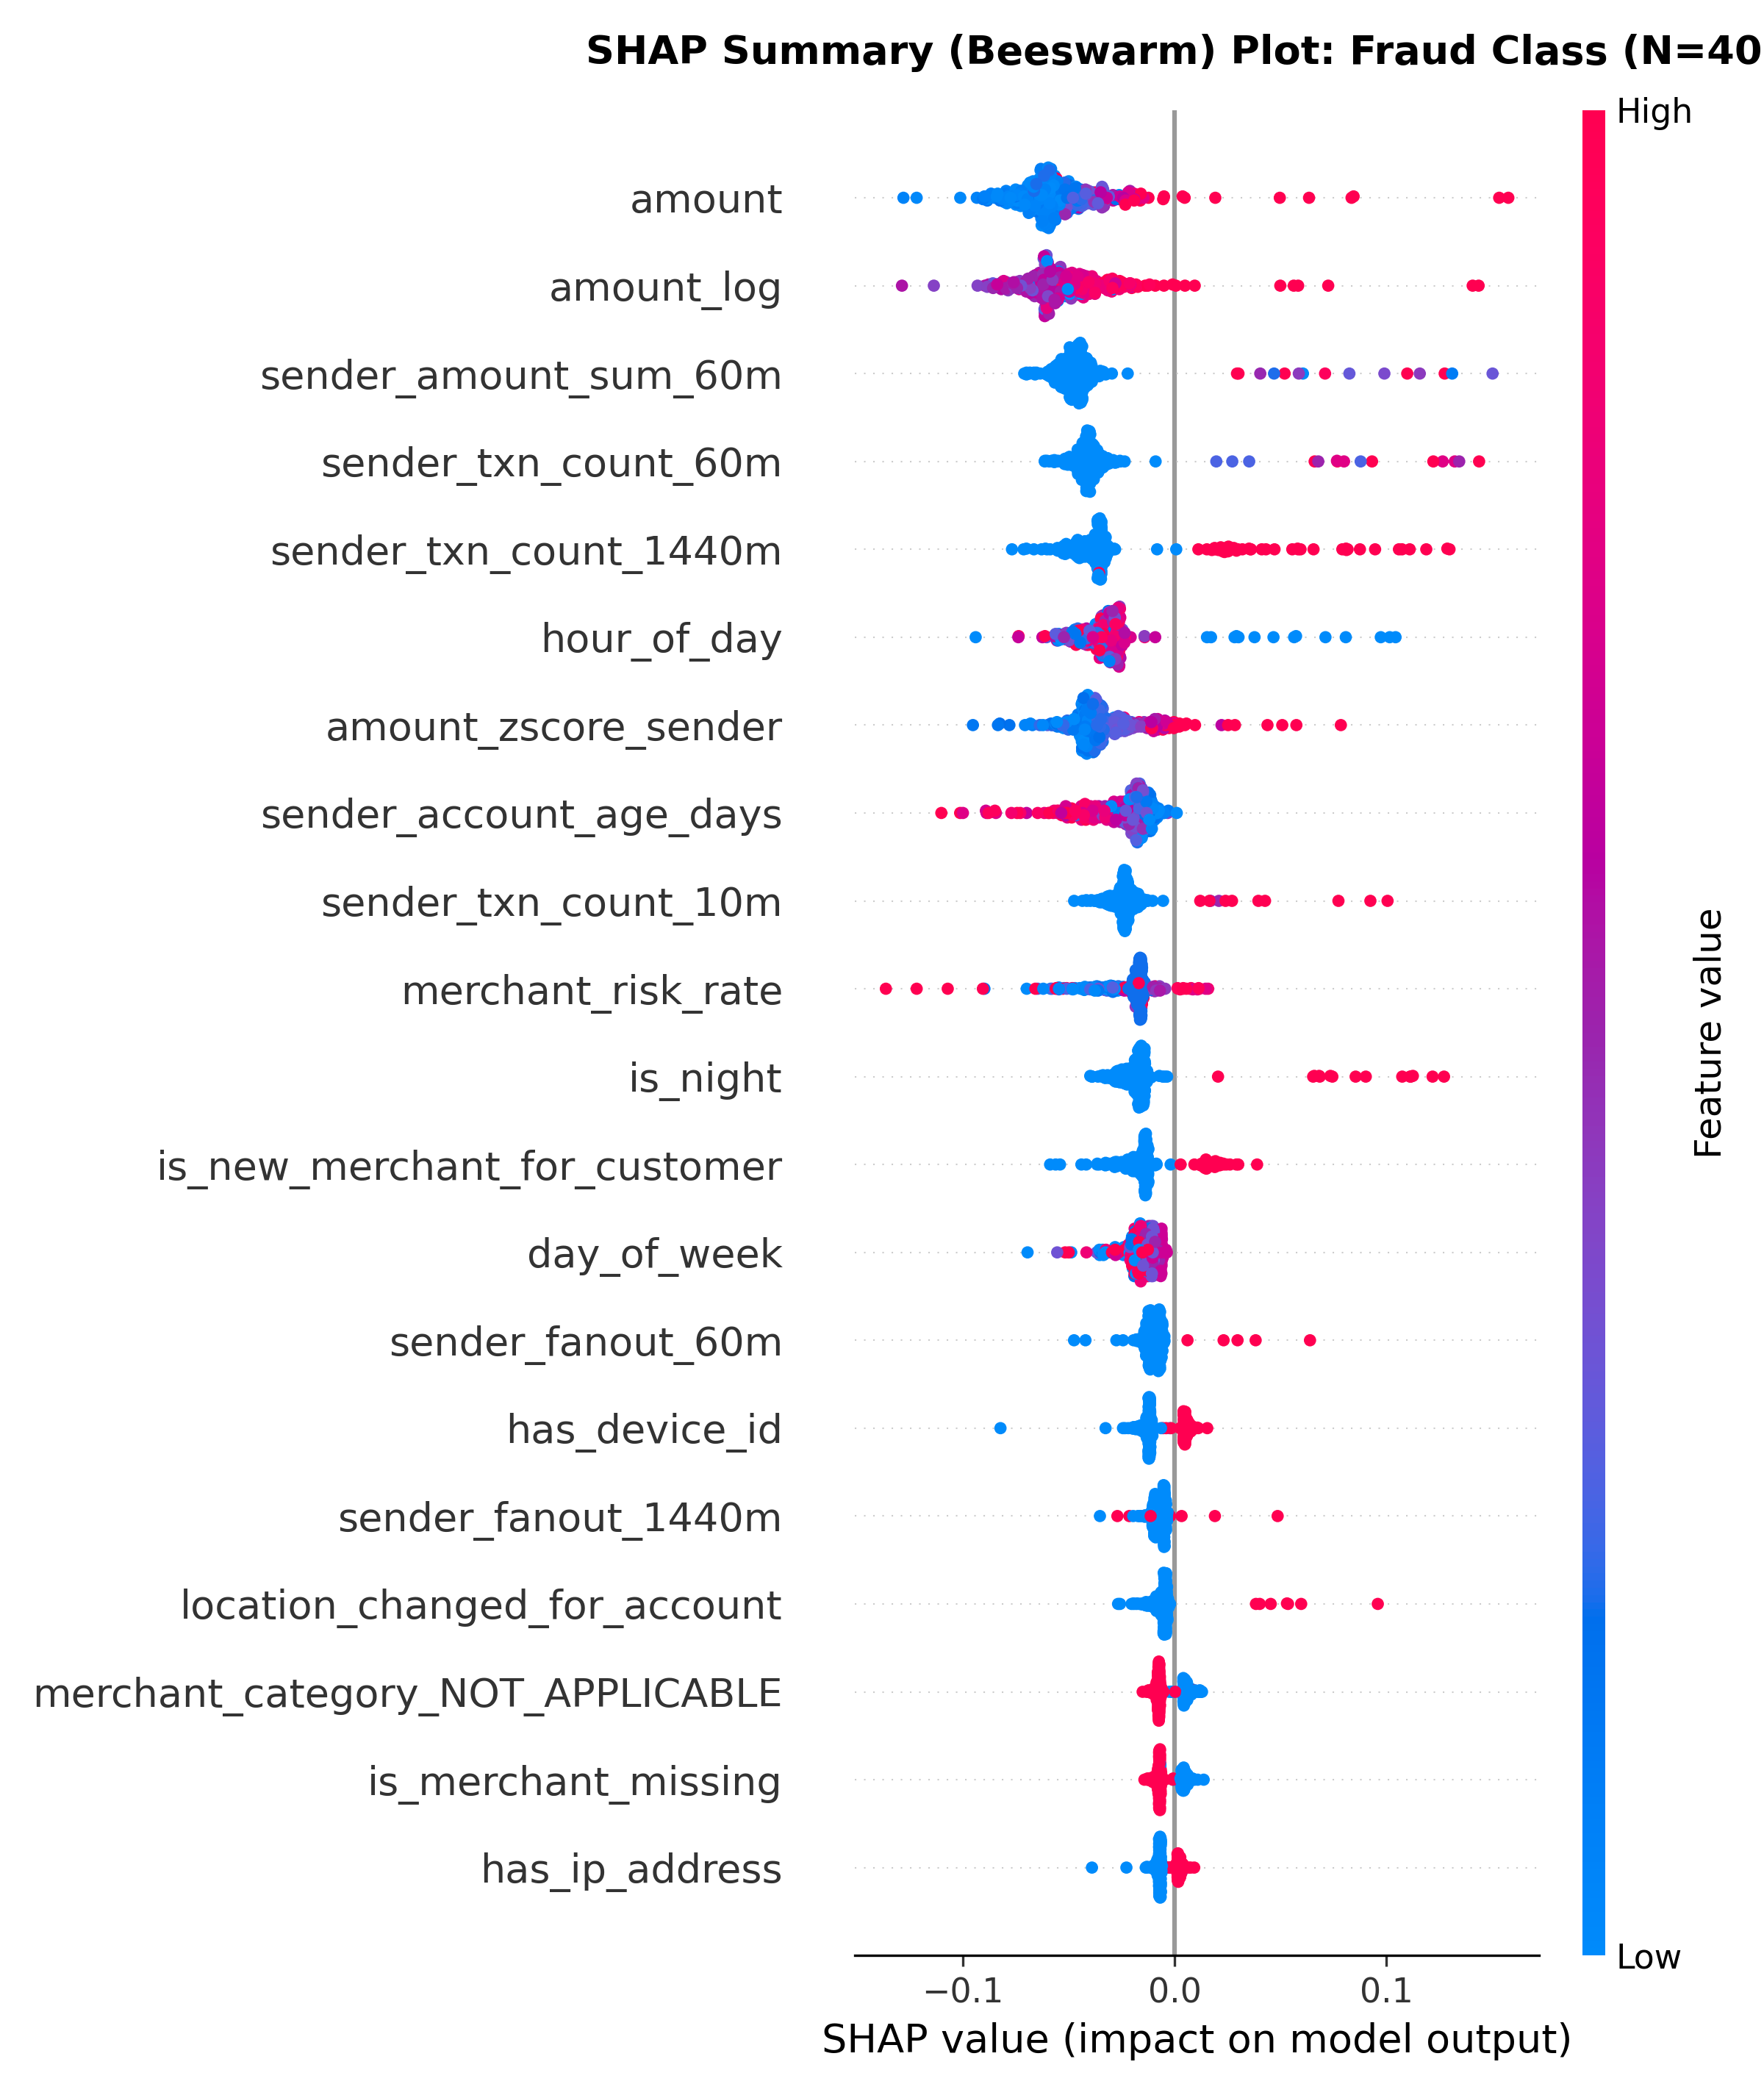 SHAP Summary (Beeswarm) Plot: Fraud Class (N=40
High
amount
amount_log
sender_amount_sum_60m
sender_txn_count_60m
sender_txn_count_1440m
hour_of_day
amount_zscore_sender
sender_account_age_days
sender_txn_count_10m
merchant_risk_rate
is_night
is_new_merchant_for_customer
day_of_week
sender_fanout_60m
has_device_id
sender_fanout_1440m
location_changed_for_account
merchant_category_NOT_APPLICABLE
is_merchant_missing
has_ip_address
Feature value
Low
−0.1 0.0 0.1
SHAP value (impact on model output)